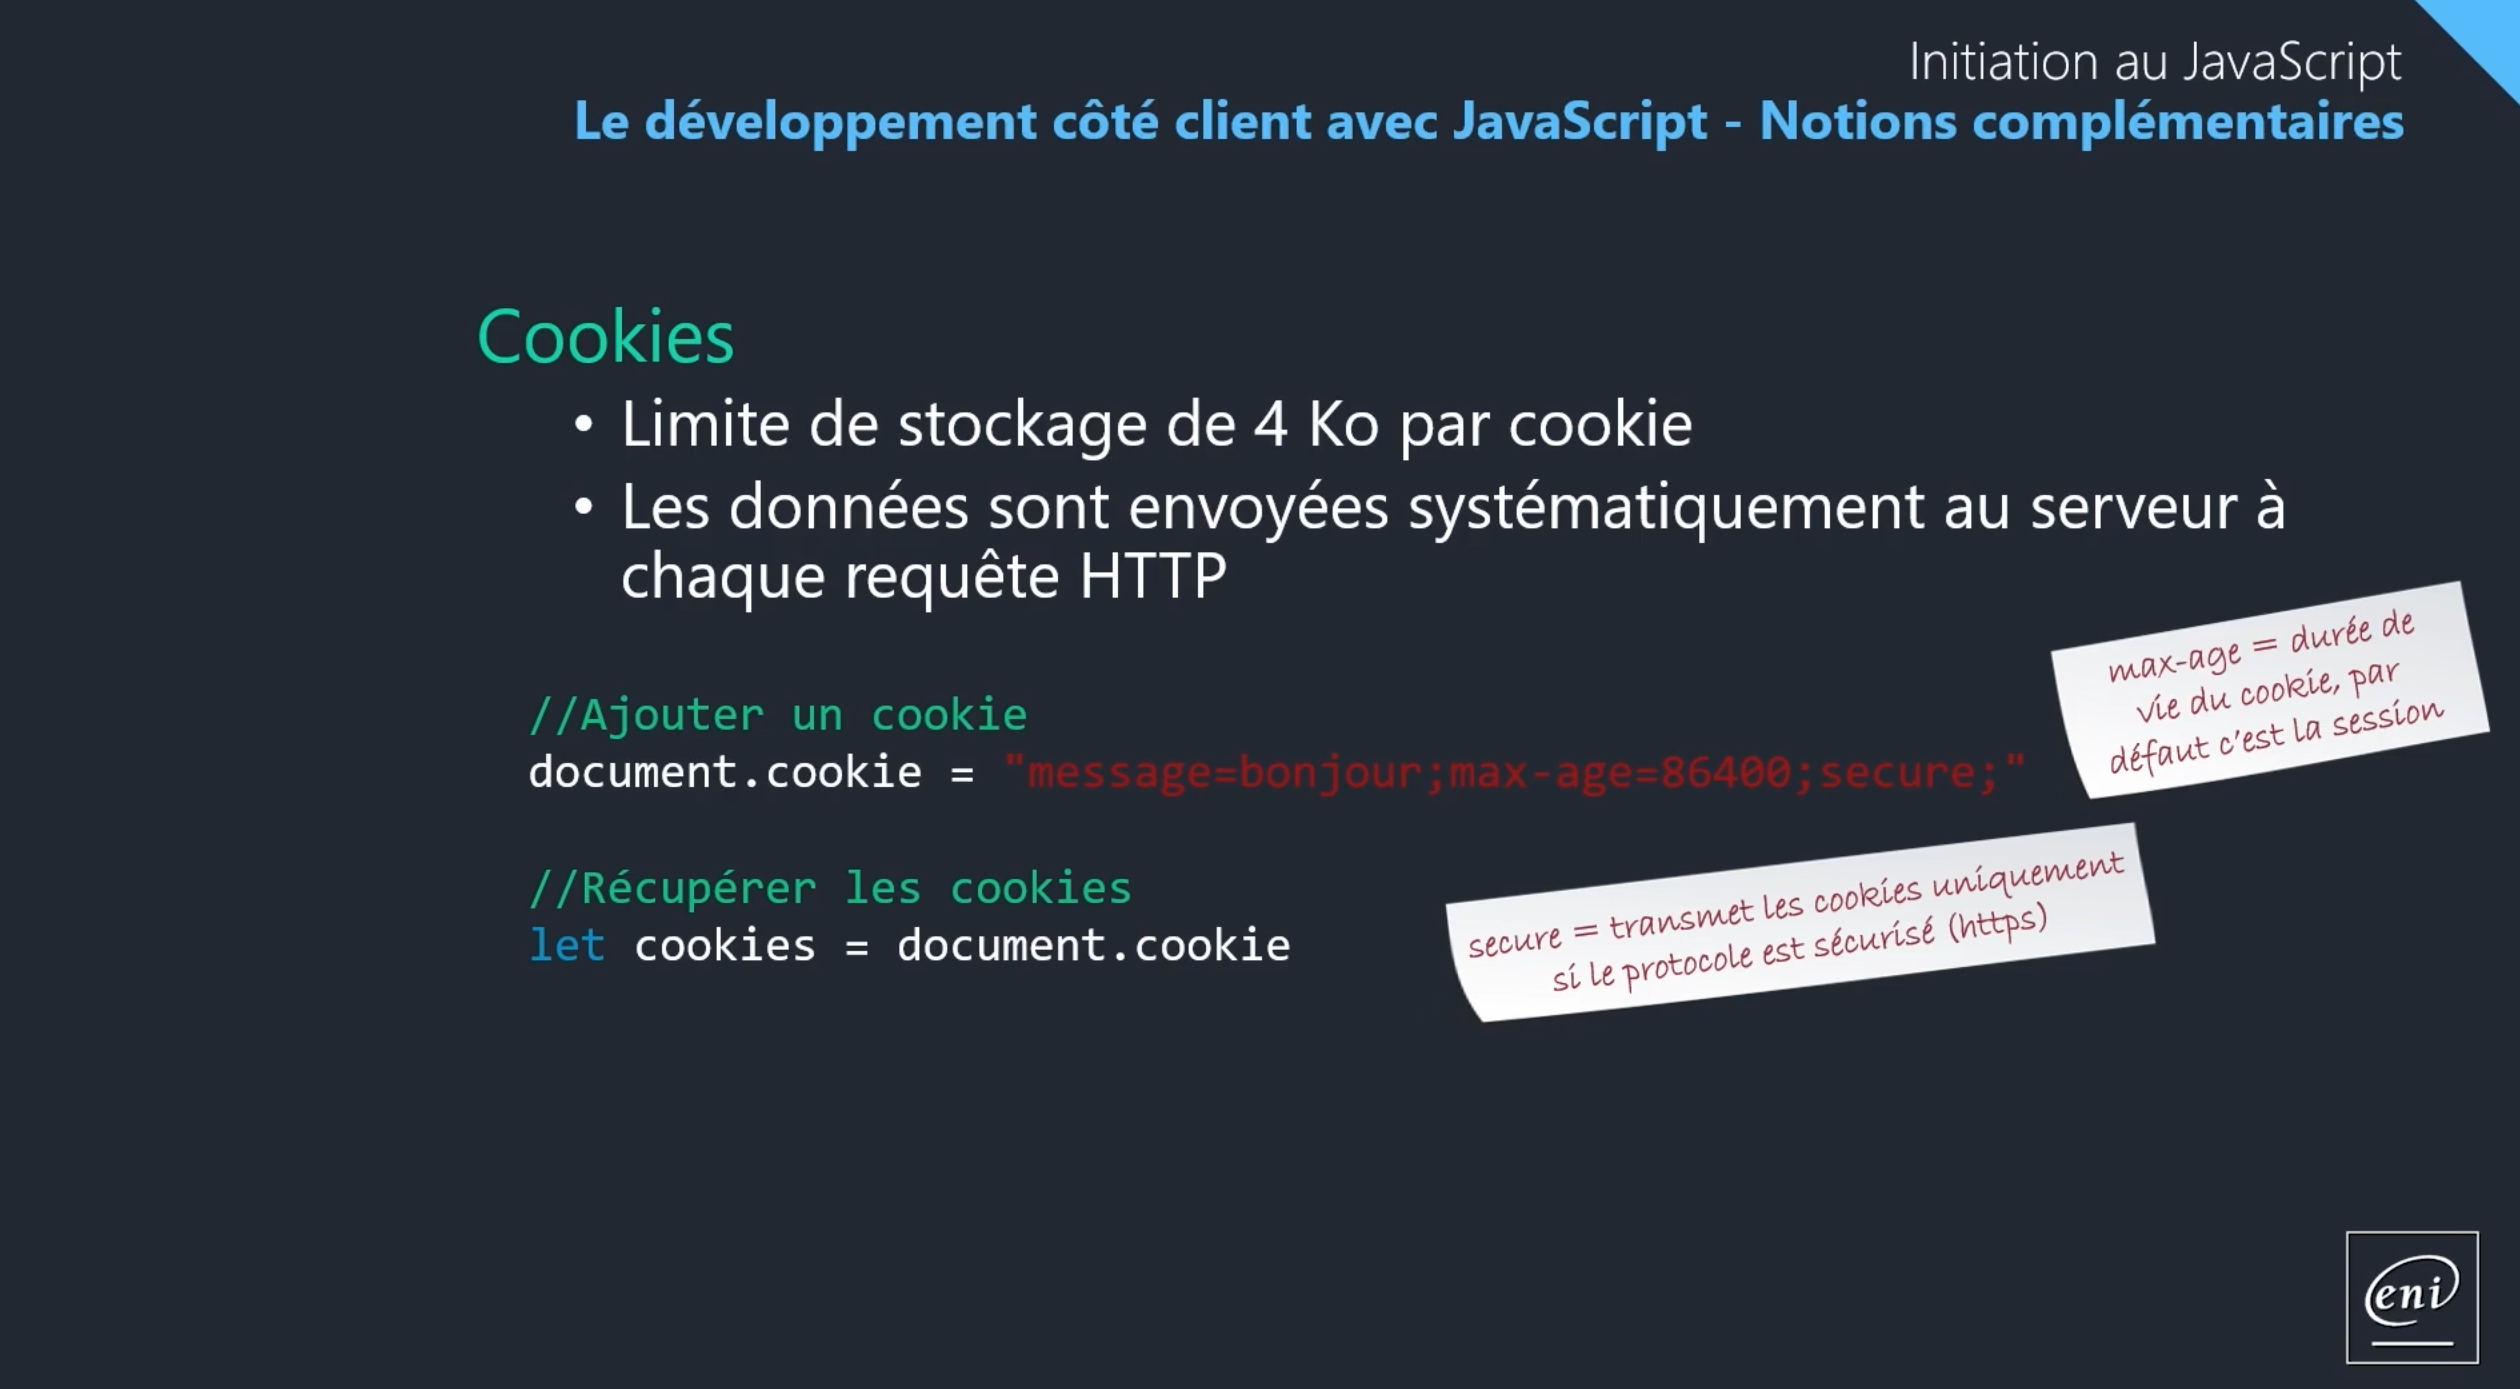 Initiation au JavaScript
Le développement côté client avec JavaScript - Notions complémentaires
Cookies
• Limite de stockage de 4 Ko par cookie
• Les données sont envoyées systématiquement au serveur à
chaque requête HTTP
max-age = durée de
vie du cookie, par
défaut c'est la session
//Ajouter un cookie
document.cookie = "message=bonjour;max-age=86400;secure;"
//Récupérer les cookies
let cookies = document.cookie
secure = transmet les cookies uniquement
si le protocole est sécurisé (https)
eni